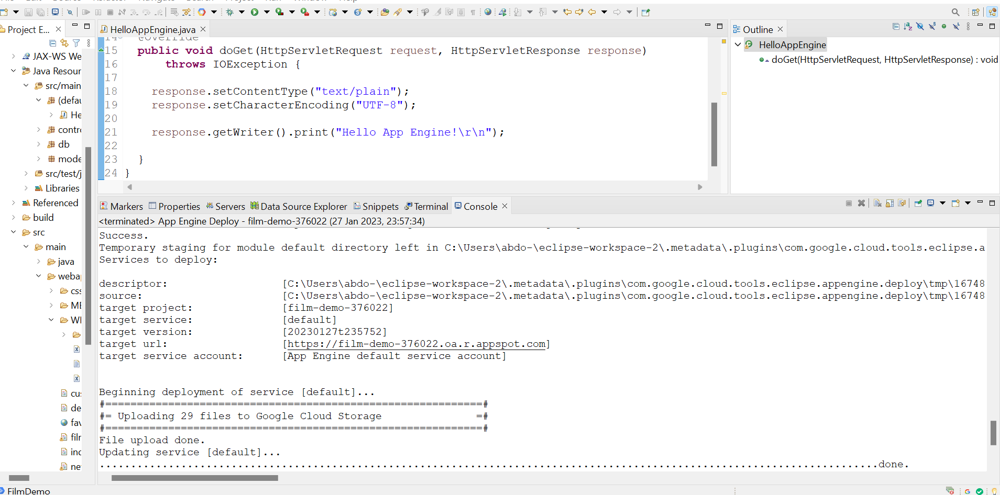 Project E...
JAX-WS We
Java Resour
src/main
(defau
He
contro
db
mode
src/test/j
Libraries
Referenced
build
src
main
java
weba
css
ME
WI
cus
de
fav
film
inc
nev
HelloAppEngine.java
14 @Override
15 public void doGet(HttpServletRequest request, HttpServletResponse response)
16 throws IOException {
17
18 response.setContentType("text/plain");
19 response.setCharacterEncoding("UTF-8");
20
21 response.getWriter().print("Hello App Engine!\r\n");
22
23 }
24 }
Outline
HelloAppEngine
doGet(HttpServletRequest, HttpServletResponse) : void
Markers Properties Servers Data Source Explorer Snippets Terminal Console
<terminated> App Engine Deploy - film-demo-376022 (27 Jan 2023, 23:57:34)
Success.
Temporary staging for module default directory left in C:\Users\abdo-\eclipse-workspace-2\.metadata\.plugins\com.google.cloud.tools.eclipse.a
Services to deploy:
descriptor: [C:\Users\abdo-\eclipse-workspace-2\.metadata\.plugins\com.google.cloud.tools.eclipse.appengine.deploy\tmp\16748
source: [C:\Users\abdo-\eclipse-workspace-2\.metadata\.plugins\com.google.cloud.tools.eclipse.appengine.deploy\tmp\16748
target project: [film-demo-376022]
target service: [default]
target version: [20230127t235752]
target url: [https://film-demo-376022.oa.r.appspot.com]
target service account: [App Engine default service account]
Beginning deployment of service [default]...
#============================================================#
#= Uploading 29 files to Google Cloud Storage =#
#============================================================#
File upload done.
Updating service [default]...
............................................................................................................................done.
FilmDemo